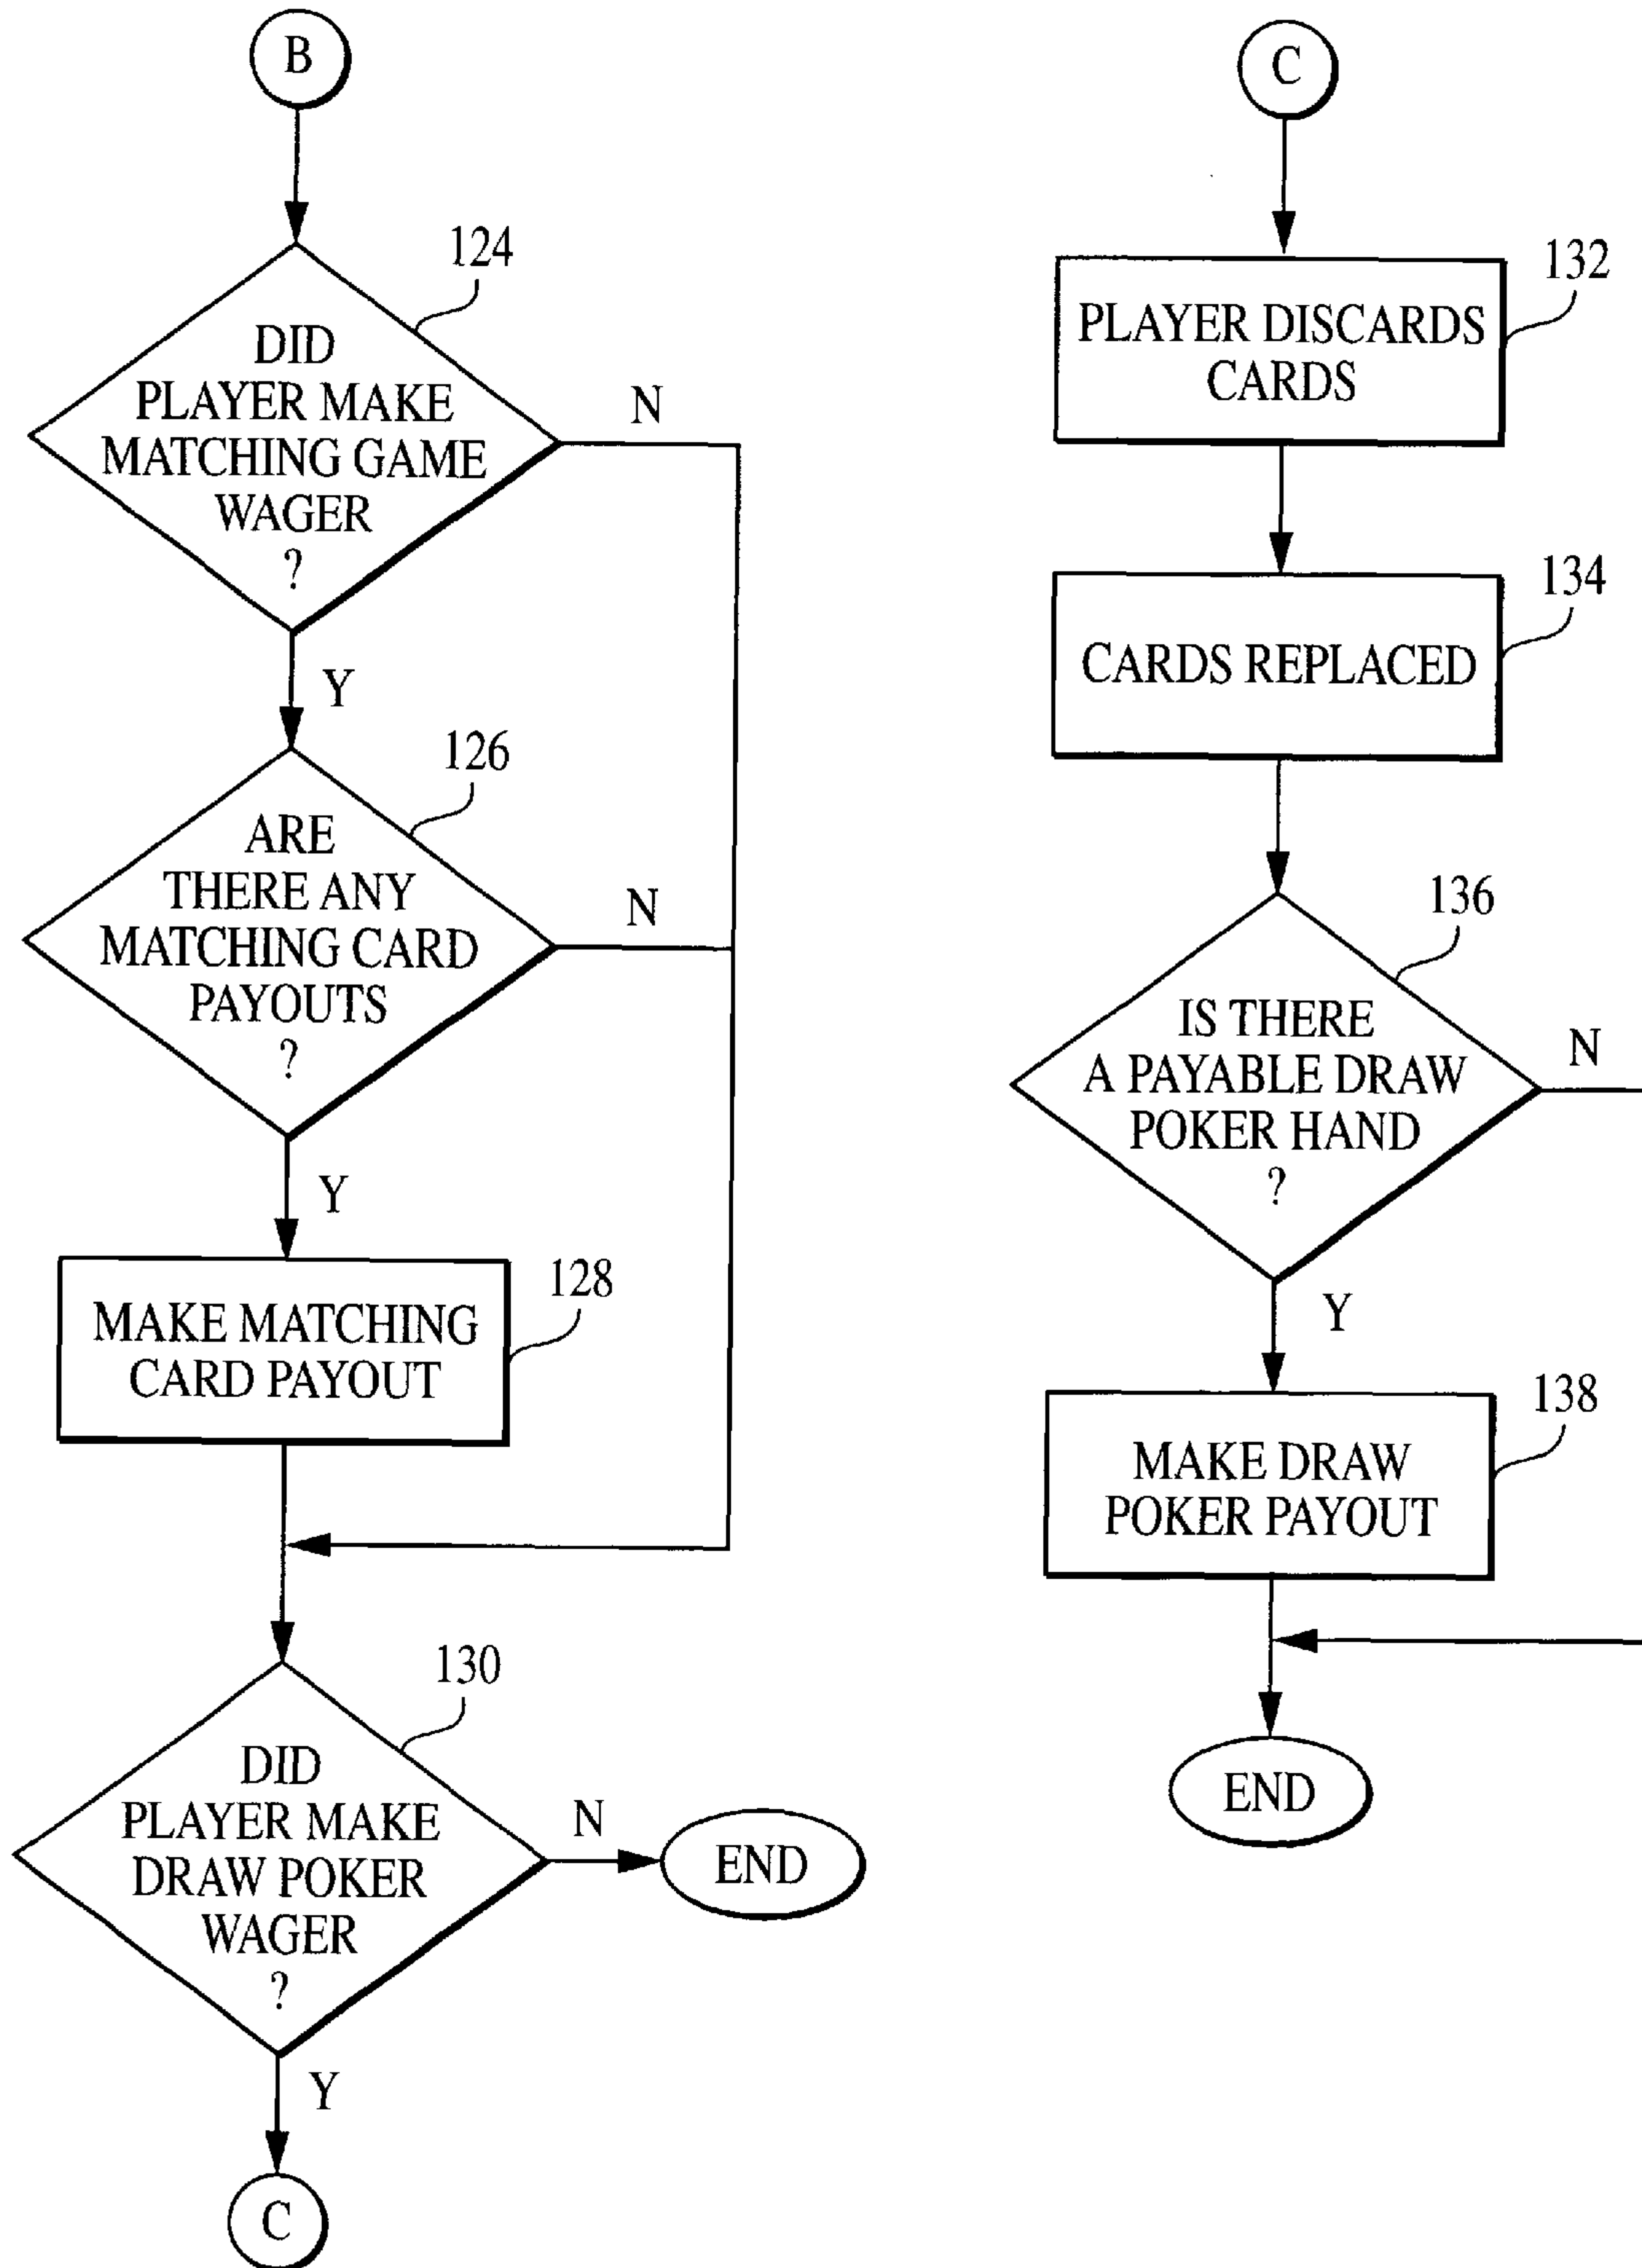 B
124
DID
PLAYER MAKE
MATCHING GAME
WAGER
?
N
Y
126
ARE
THERE ANY
MATCHING CARD
PAYOUTS
?
N
Y
128
MAKE MATCHING
CARD PAYOUT
130
DID
PLAYER MAKE
DRAW POKER
WAGER
?
N
END
Y
C
C
132
PLAYER DISCARDS
CARDS
134
CARDS REPLACED
136
IS THERE
A PAYABLE DRAW
POKER HAND
?
N
Y
138
MAKE DRAW
POKER PAYOUT
END